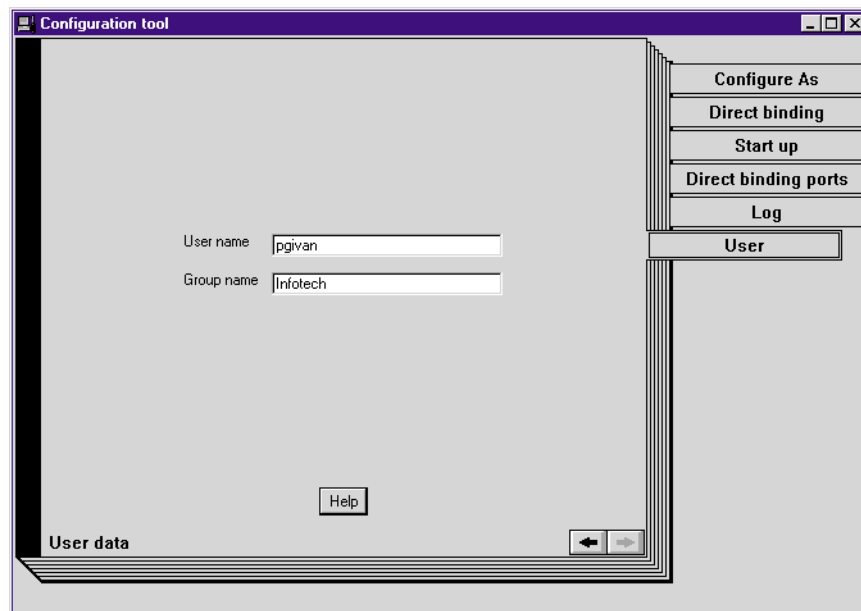 Configuration tool
Configure As
Direct binding
Start up
Direct binding ports
Log
User
User name pgivan
Group name Infotech
Help
User data